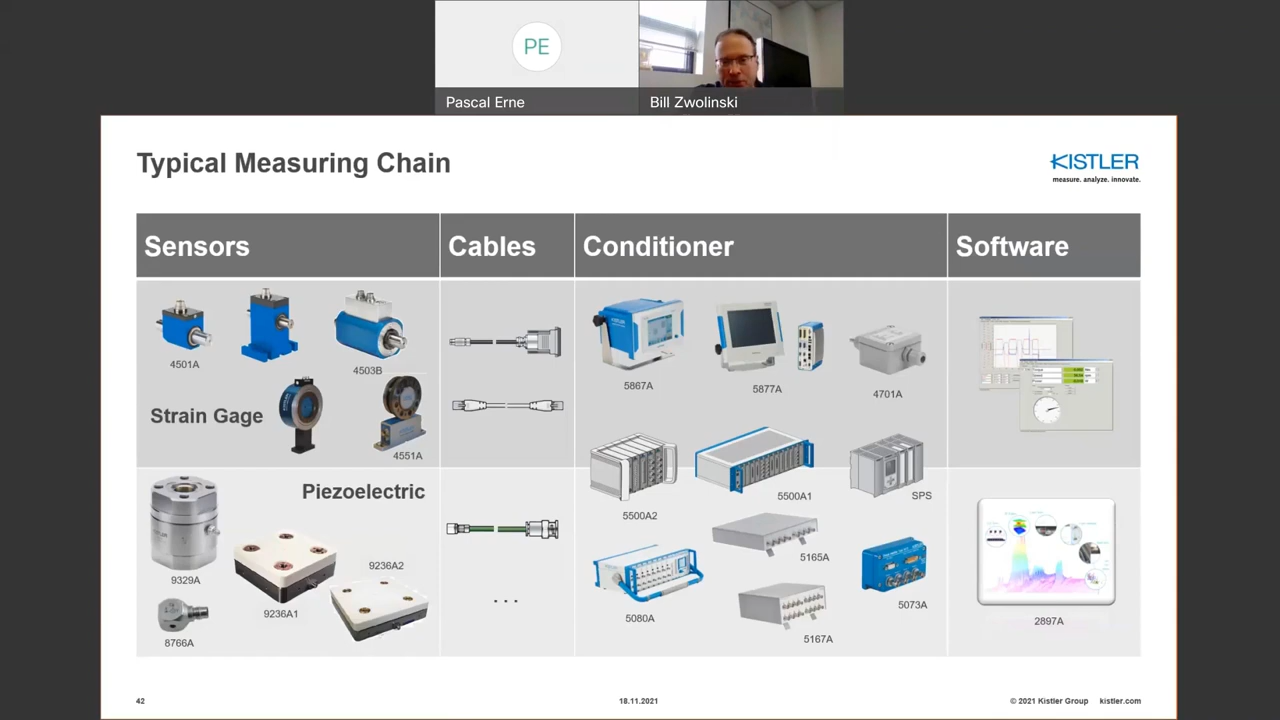 PE
Pascal Erne
Bill Zwolinski
Typical Measuring Chain
KISTLER
measure. analyze. innovate.
Sensors
Cables
Conditioner
Software
4501A
4503B
Strain Gage
4551A
5867A
5877A
4701A
Piezoelectric
9329A
9236A1
9236A2
8766A
. . .
5500A2
5500A1
SPS
5165A
5080A
5167A
5073A
2897A
42
18.11.2021
© 2021 Kistler Group
kistler.com